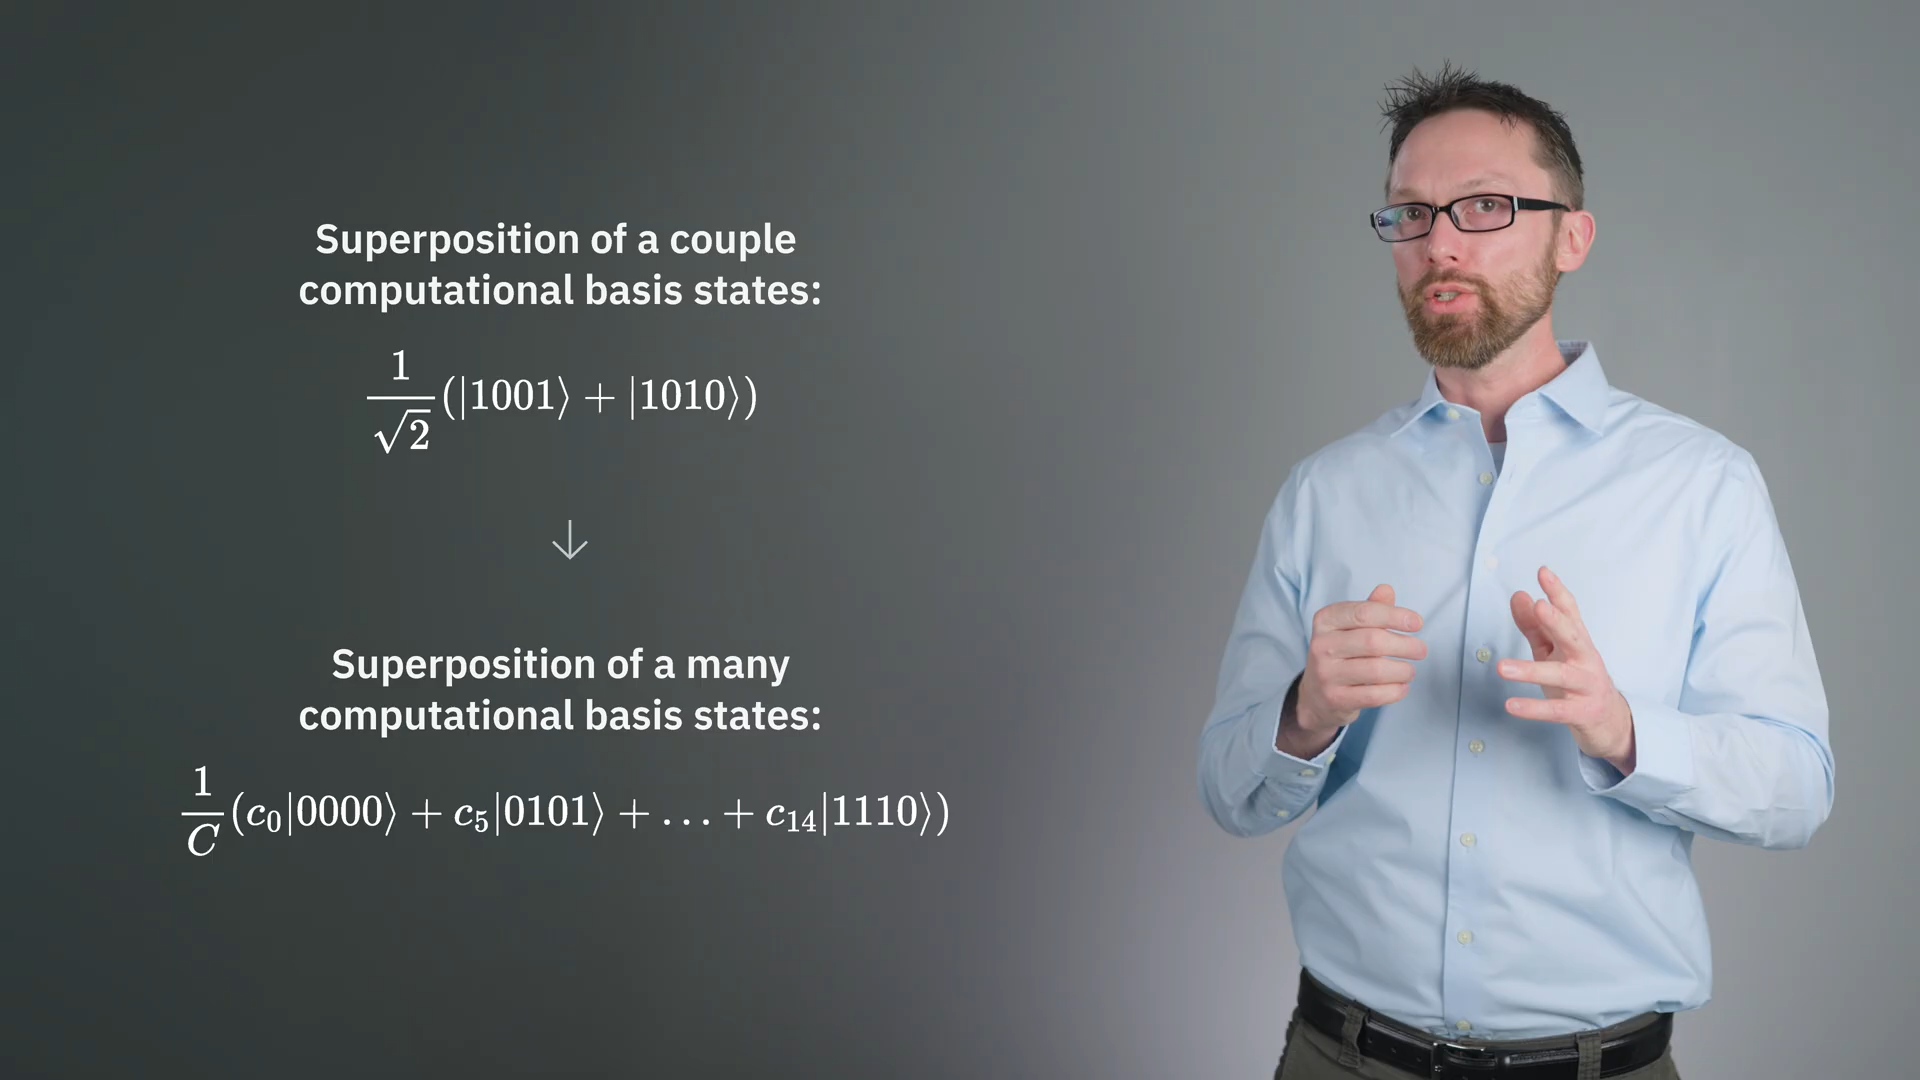 Superposition of a couple
computational basis states:
1/√2 (|1001⟩ + |1010⟩)
↓
Superposition of a many
computational basis states:
1/C (c₀|0000⟩ + c₅|0101⟩ + ... + c₁₄|1110⟩)